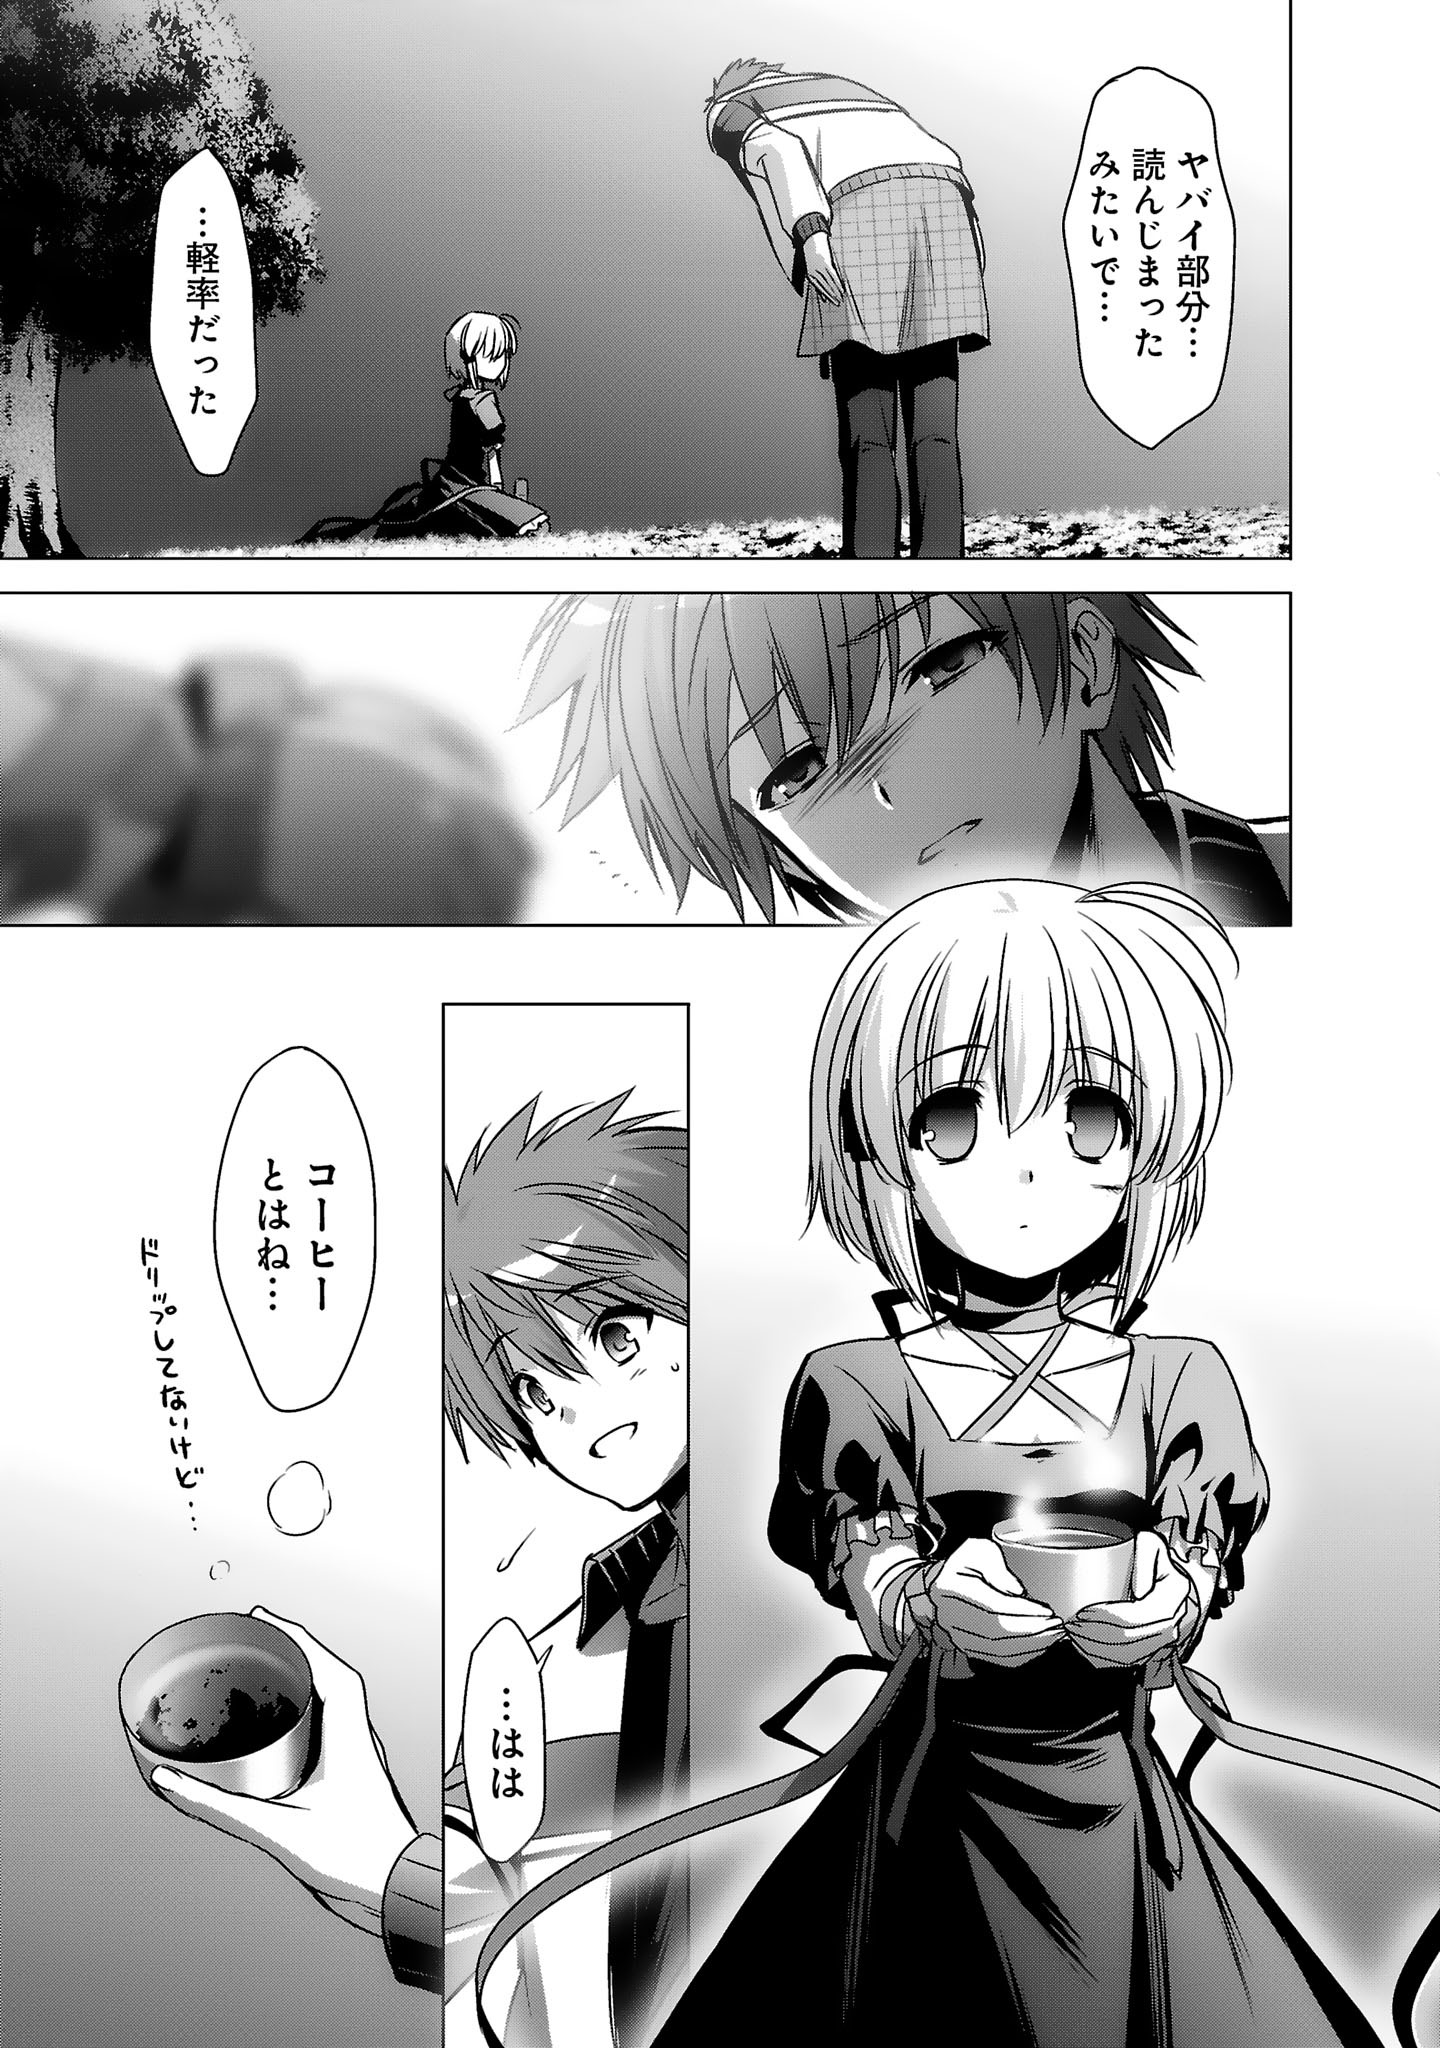 ヤバイ部分…
読んじまった
みたいで…
…軽率だった
…はは
コーヒー
とはね…
ドリップしてないけど…